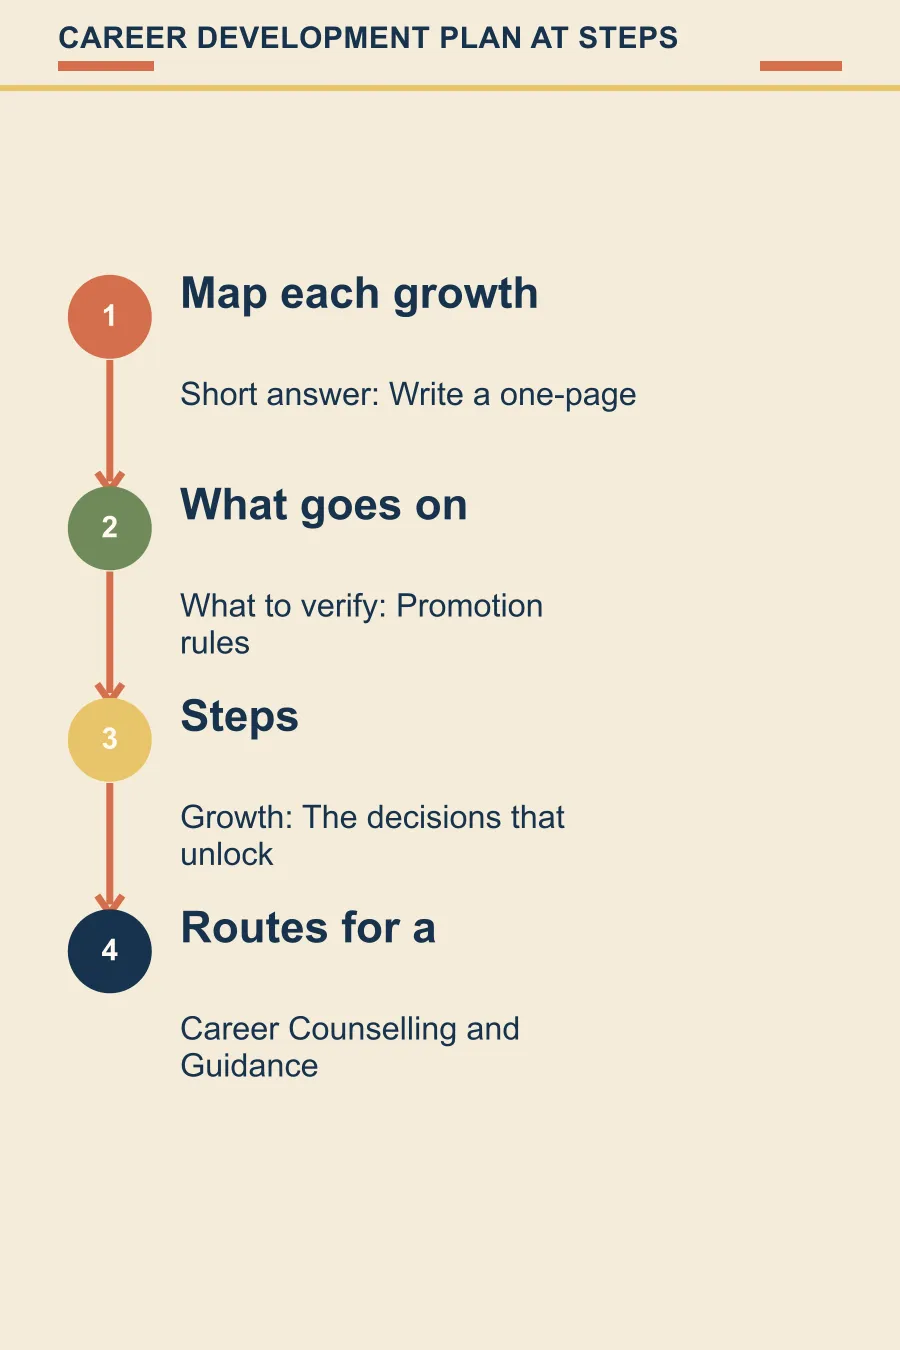 CAREER DEVELOPMENT PLAN AT STEPS
1
Map each growth
Short answer: Write a one-page
2
What goes on
What to verify: Promotion
rules
3
Steps
Growth: The decisions that
unlock
4
Routes for a
Career Counselling and
Guidance